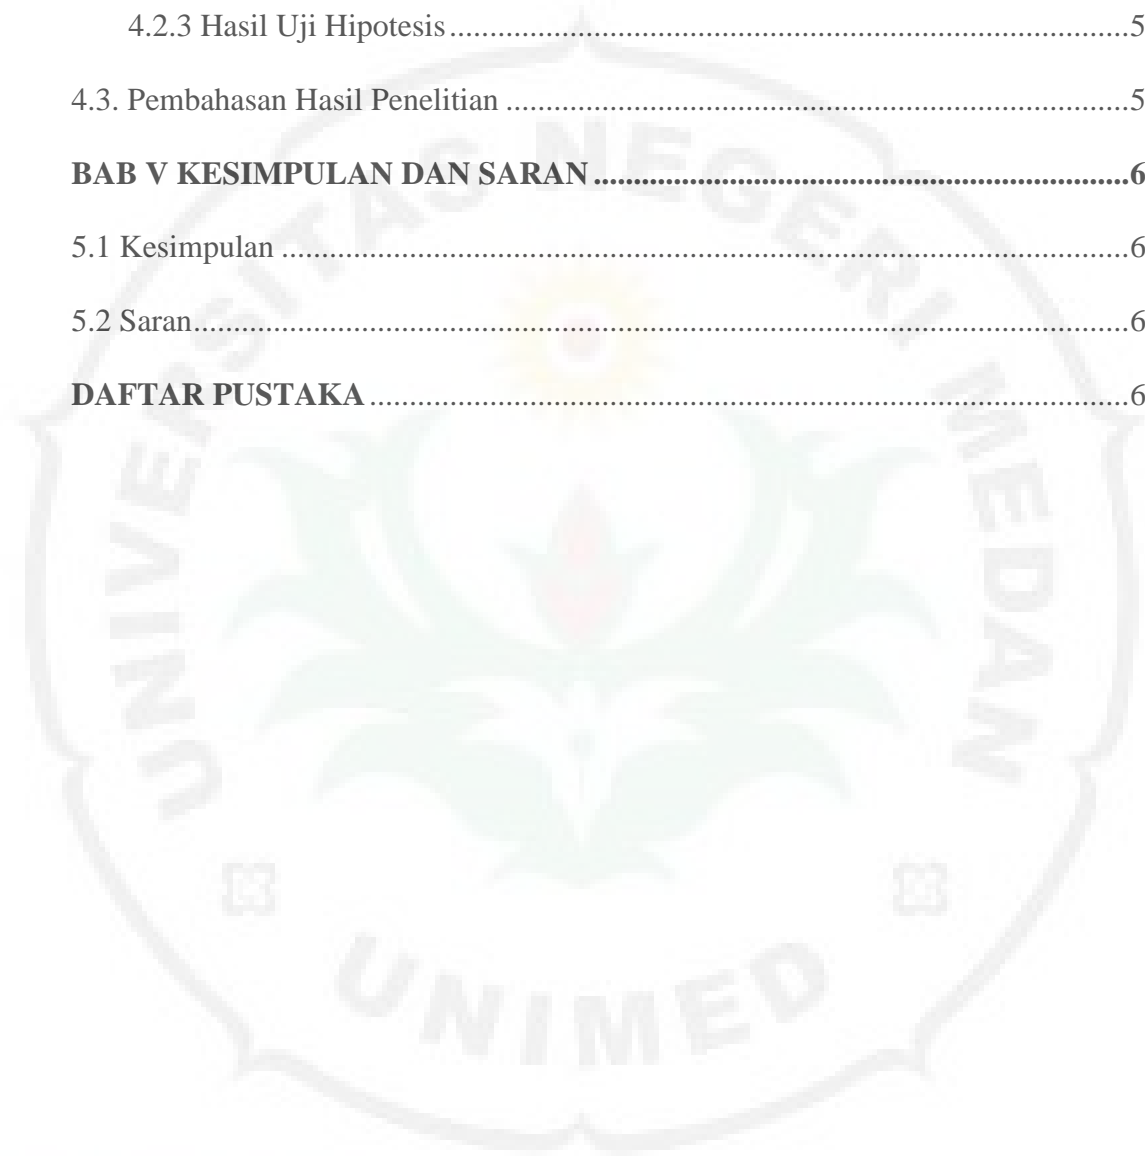 4.2.3 Hasil Uji Hipotesis....................................................................................5
4.3. Pembahasan Hasil Penelitian ..............................................................................5
BAB V KESIMPULAN DAN SARAN...................................................................6
5.1 Kesimpulan .........................................................................................................6
5.2 Saran....................................................................................................................6
DAFTAR PUSTAKA..............................................................................................6
UNIVERSITAS NEGERI MEDAN
UNIMED